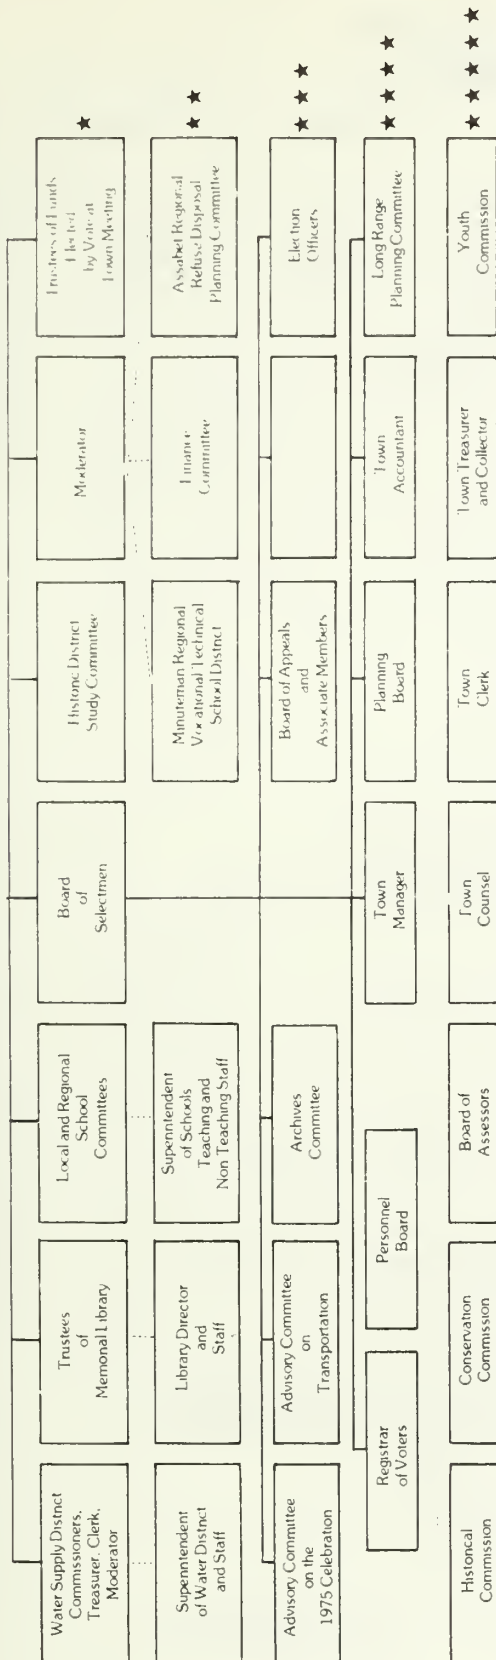 Water Supply District
Commissioners,
Treasurer, Clerk,
Moderator
Trustees
of
Memorial Library
Local and Regional
School
Committees
Board
of
Selectmen
Historic District
Study Committee
Moderator
Trustees of Funds
Elected
by Vote at
Town Meeting
★
Superintendent
of Water District
and Staff
Library Director
and
Staff
Superintendent
of Schools
Teaching and
Non Teaching Staff
Minuteman Regional
Vocational Technical
School District
Finance
Committee
Assabet Regional
Refuse Disposal
Planning Committee
★ ★
Advisory Committee
on the
1975 Celebration
Advisory Committee
on
Transportation
Archives
Committee
Board of Appeals
and
Associate Members
Election
Officers
★ ★ ★
Registrar
of Voters
Personnel
Board
Town
Manager
Planning
Board
Town
Accountant
Long Range
Planning Committee
★ ★ ★ ★
Historical
Commission
Conservation
Commission
Board of
Assessors
Town
Counsel
Town
Clerk
Town Treasurer
and Collector
Youth
Commission
★ ★ ★ ★ ★